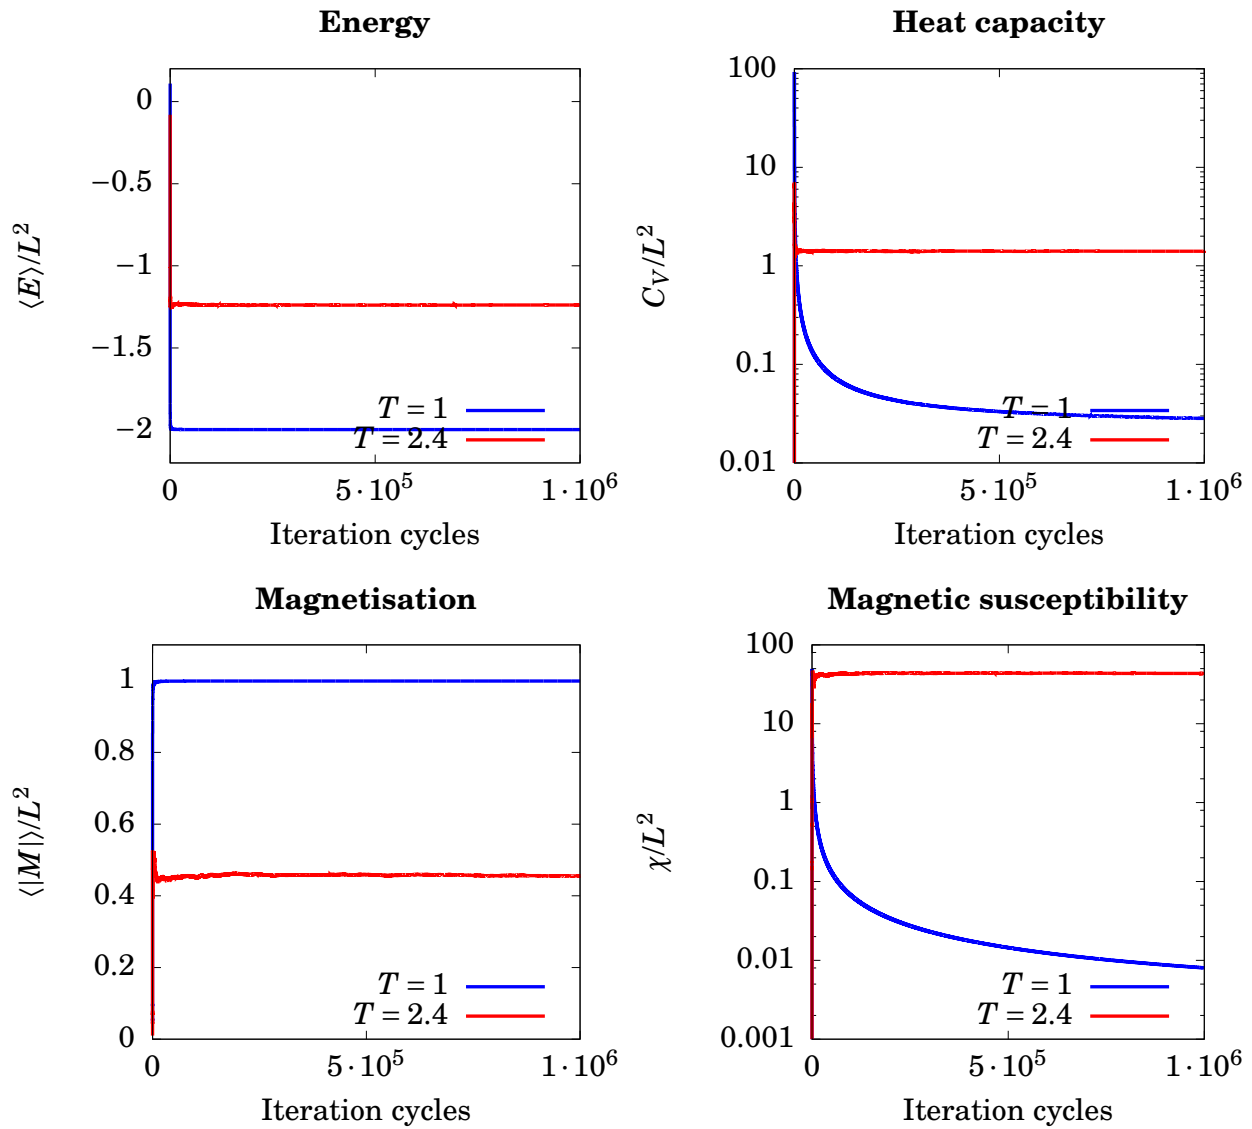 Energy
0
−0.5
−1
−1.5
−2
⟨E⟩/L²
T = 1
T = 2.4
0
5·10⁵
1·10⁶
Iteration cycles
Heat capacity
100
10
1
0.1
0.01
C_V/L²
T = 1
T = 2.4
0
5·10⁵
1·10⁶
Iteration cycles
Magnetisation
1
0.8
0.6
0.4
0.2
0
⟨|M|⟩/L²
T = 1
T = 2.4
0
5·10⁵
1·10⁶
Iteration cycles
Magnetic susceptibility
100
10
1
0.1
0.01
0.001
χ/L²
T = 1
T = 2.4
0
5·10⁵
1·10⁶
Iteration cycles